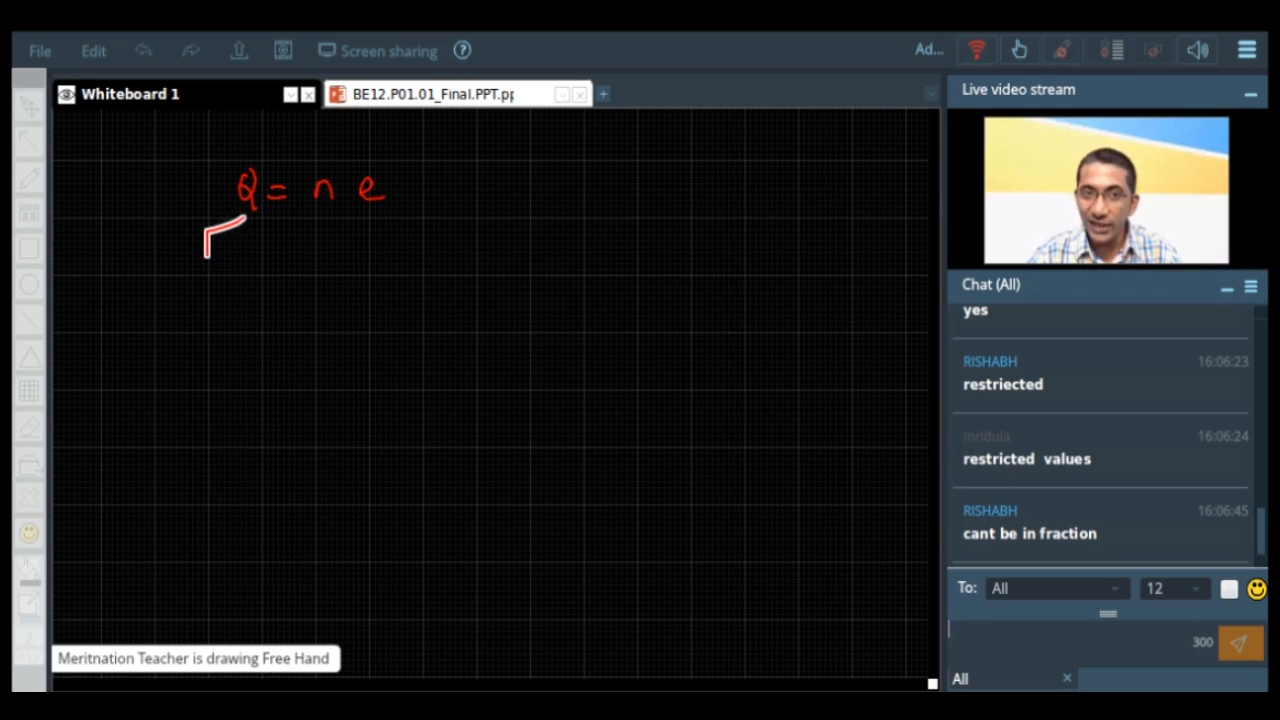 File Edit Screen sharing ? Ad...
Whiteboard 1 BE12.P01.01_Final.PPT.pp +
Live video stream
Q = n e
Chat (All)
yes
RISHABH 16:06:23
restriected
mridula 16:06:24
restricted values
RISHABH 16:06:45
cant be in fraction
To: All 12
300
Meritnation Teacher is drawing Free Hand
All